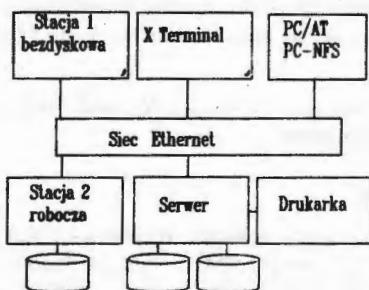 Stacja 1
bezdyskowa
X Terminal
PC/AT
PC-NFS
Siec Ethernet
Stacja 2
robocza
Serwer
Drukarka